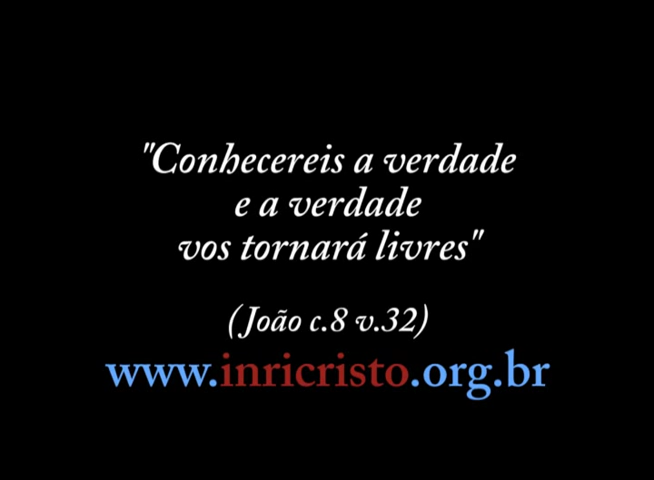 "Conhecereis a verdade
e a verdade
vos tornará livres"
(João c.8 v.32)
www.inricristo.org.br